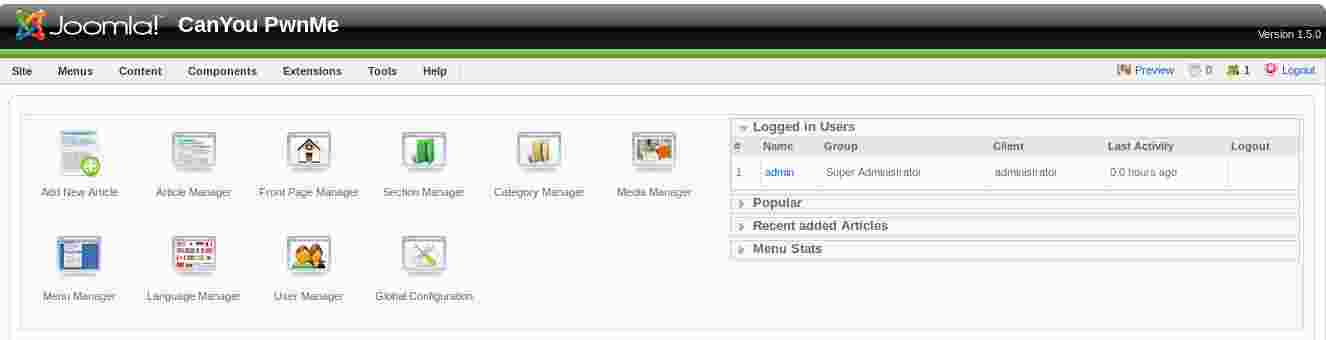 Joomla! CanYou PwnMe
Version 1.5.0
Site Menus Content Components Extensions Tools Help Preview 0 1 Logout
Logged in Users
# Name Group Client Last Activity Logout
1 admin Super Administrator administrator 0.0 hours ago
Popular
Recent added Articles
Menu Stats
Add New Article Article Manager Front Page Manager Section Manager Category Manager Media Manager
Menu Manager Language Manager User Manager Global Configuration